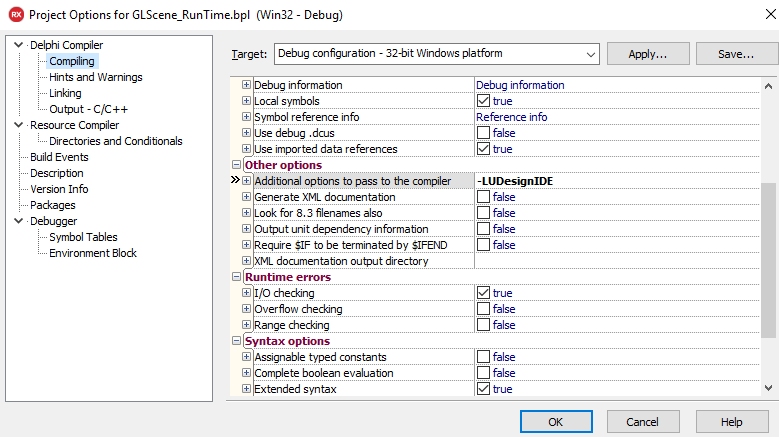 RX Project Options for GLScene_RunTime.bpl (Win32 - Debug)
Delphi Compiler
Compiling
Hints and Warnings
Linking
Output - C/C++
Resource Compiler
Directories and Conditionals
Build Events
Description
Version Info
Packages
Debugger
Symbol Tables
Environment Block
Target: Debug configuration - 32-bit Windows platform Apply... Save...
Debug information Debug information
Local symbols true
Symbol reference info Reference info
Use debug .dcus false
Use imported data references true
Other options
Additional options to pass to the compiler -LUDesignIDE
Generate XML documentation false
Look for 8.3 filenames also false
Output unit dependency information false
Require $IF to be terminated by $IFEND false
XML documentation output directory
Runtime errors
I/O checking true
Overflow checking false
Range checking false
Syntax options
Assignable typed constants false
Complete boolean evaluation false
Extended syntax true
OK Cancel Help